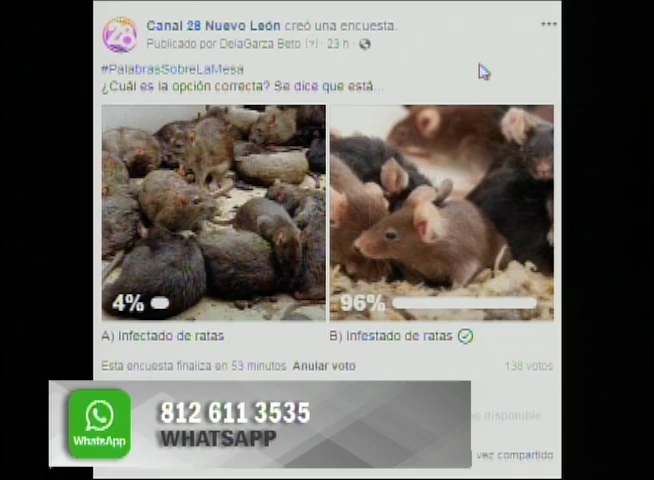 Canal 28 Nuevo León creó una encuesta.
Publicado por DelaGarza Beto [?] · 23 h ·
#PalabrasSobreLaMesa
¿Cuál es la opción correcta? Se dice que está...
4%
96%
A) Infectado de ratas
B) Infestado de ratas
Esta encuesta finaliza en 53 minutos Anular voto
138 votos
812 611 3535
WHATSAPP
WhatsApp
no disponible
vez compartido